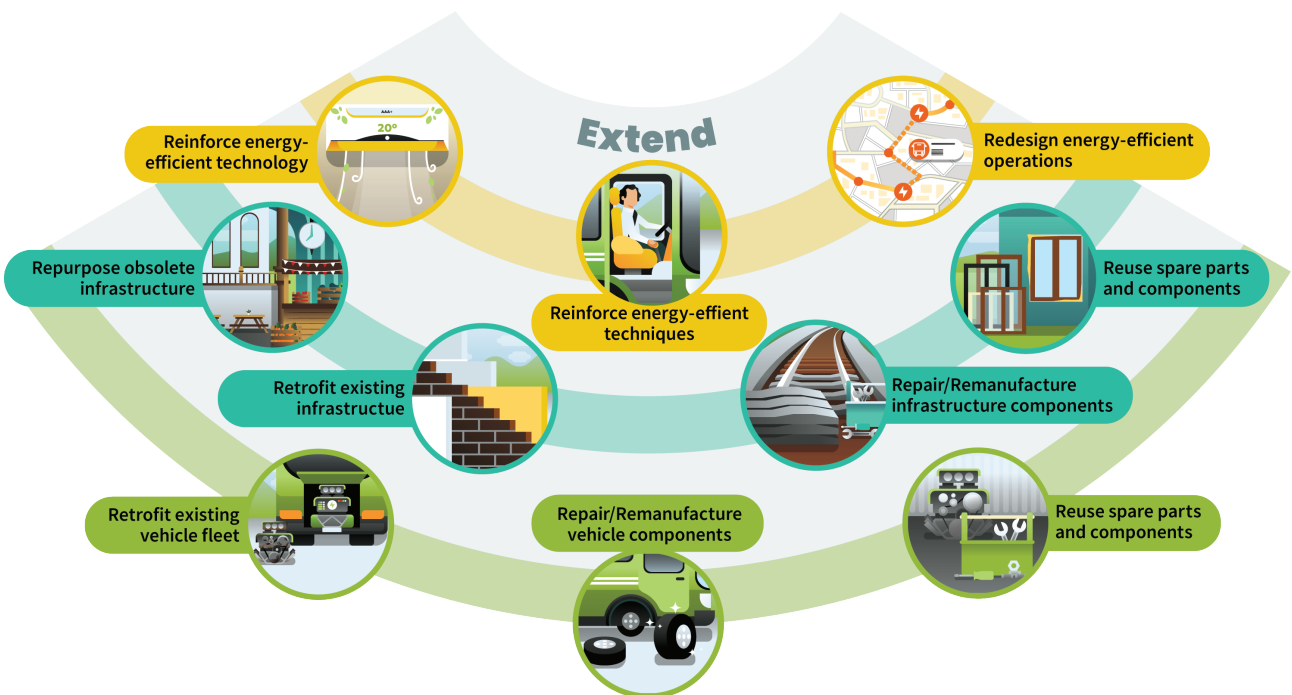 Extend
AAA+
20°
Reinforce energy-
efficient technology
Redesign energy-efficient
operations
Reinforce energy-effient
techniques
Repurpose obsolete
infrastructure
Reuse spare parts
and components
Retrofit existing
infrastructue
Repair/Remanufacture
infrastructure components
Retrofit existing
vehicle fleet
Repair/Remanufacture
vehicle components
Reuse spare parts
and components